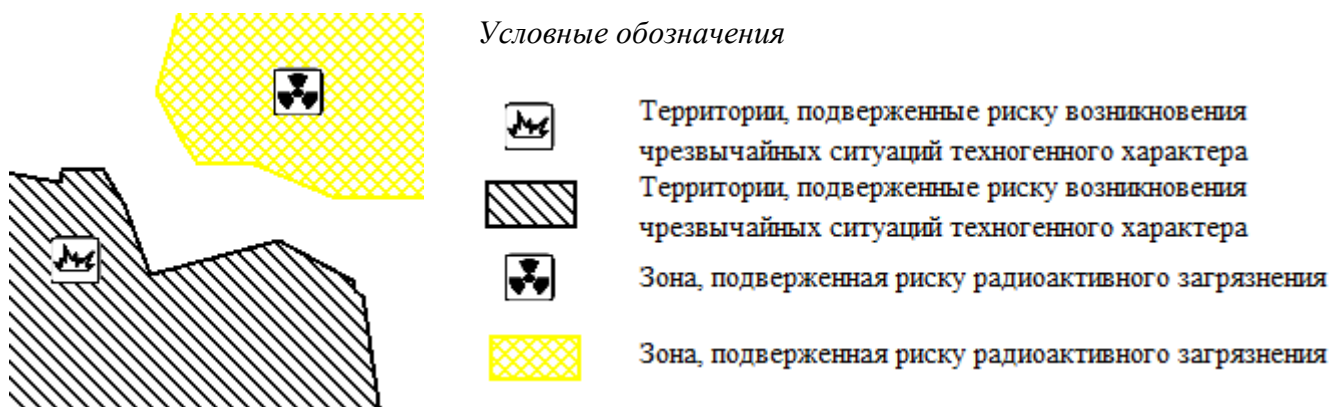 Условные обозначения
Территории, подверженные риску возникновения
чрезвычайных ситуаций техногенного характера
Территории, подверженные риску возникновения
чрезвычайных ситуаций техногенного характера
Зона, подверженная риску радиоактивного загрязнения
Зона, подверженная риску радиоактивного загрязнения